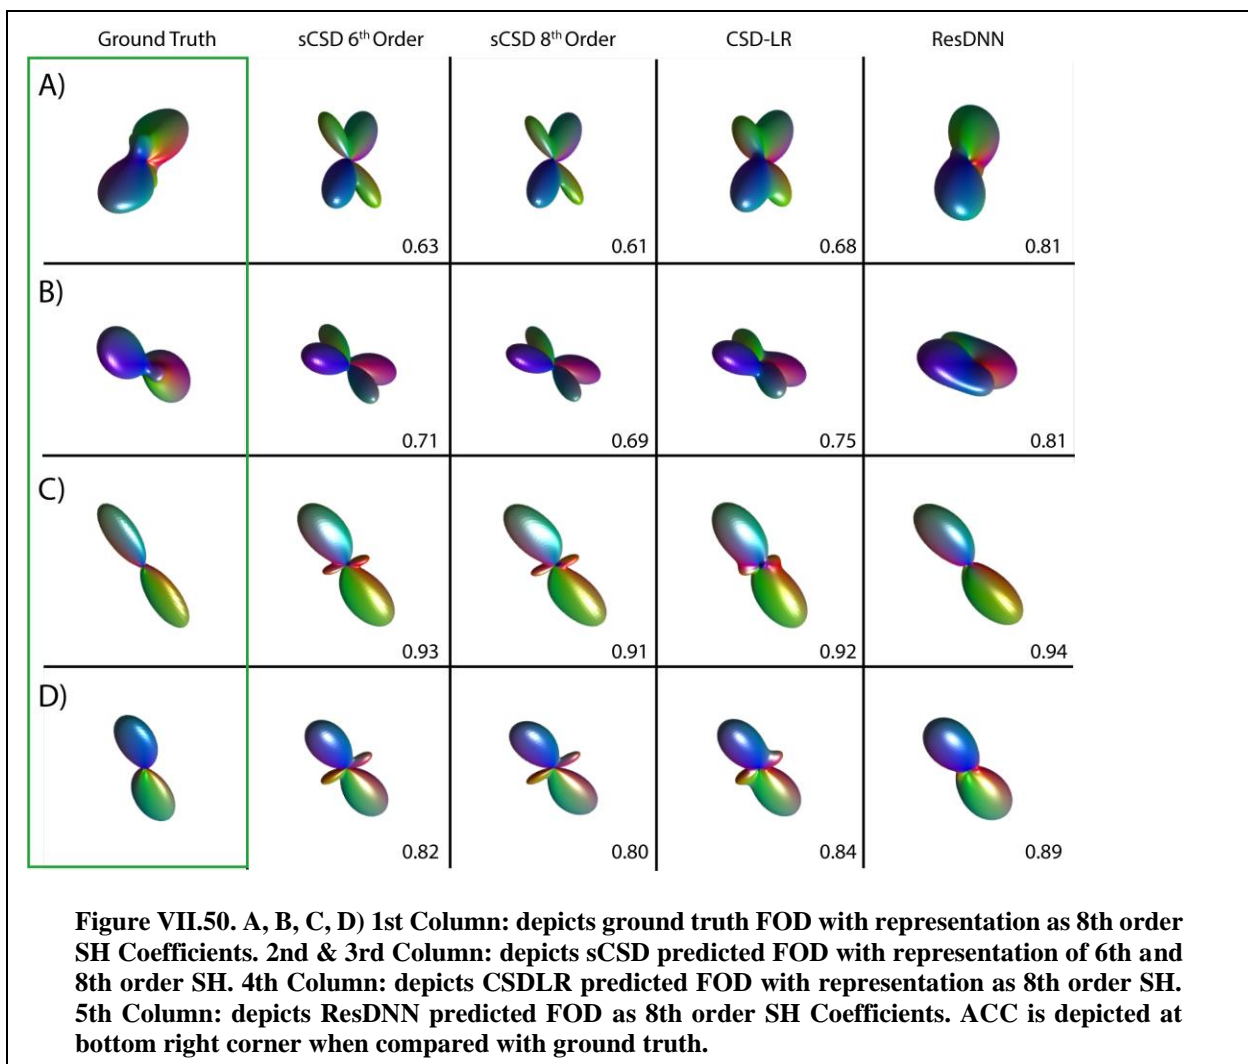 Ground Truth sCSD 6th Order sCSD 8th Order CSD-LR ResDNN
A)
0.63 0.61 0.68 0.81
B)
0.71 0.69 0.75 0.81
C)
0.93 0.91 0.92 0.94
D)
0.82 0.80 0.84 0.89
Figure VII.50. A, B, C, D) 1st Column: depicts ground truth FOD with representation as 8th order
SH Coefficients. 2nd & 3rd Column: depicts sCSD predicted FOD with representation of 6th and
8th order SH. 4th Column: depicts CSDLR predicted FOD with representation as 8th order SH.
5th Column: depicts ResDNN predicted FOD as 8th order SH Coefficients. ACC is depicted at
bottom right corner when compared with ground truth.